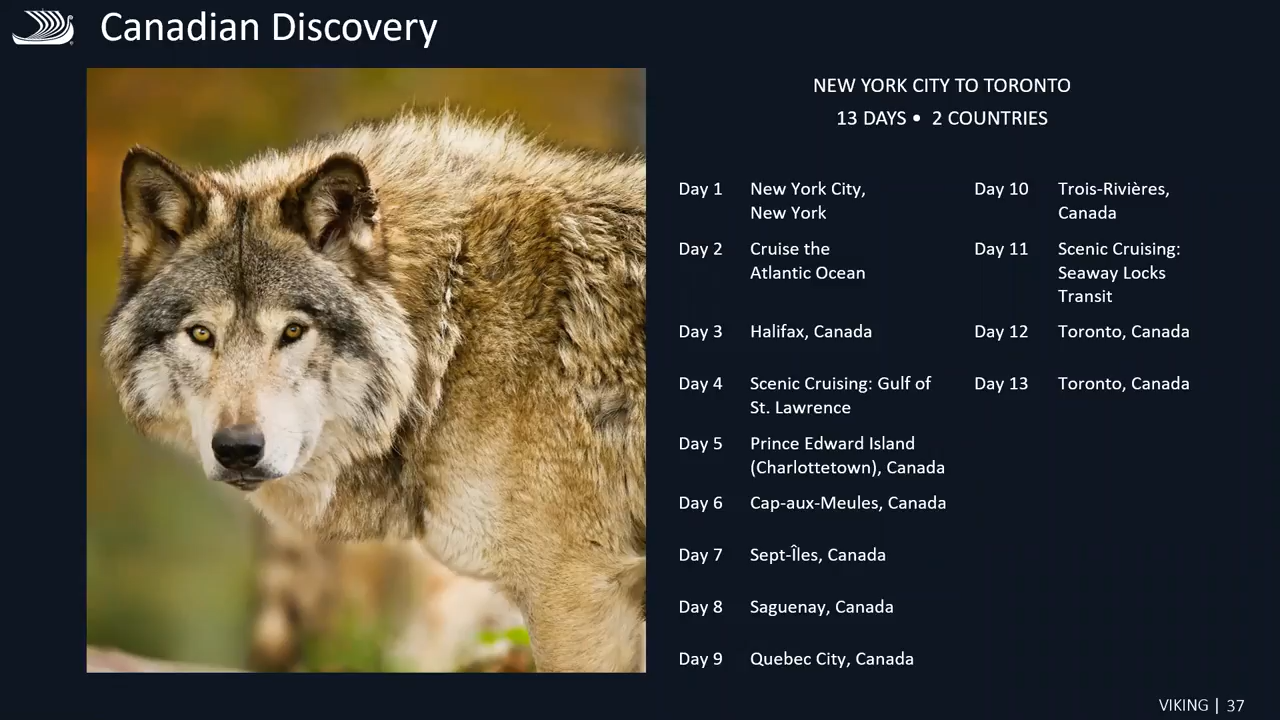 Canadian Discovery
NEW YORK CITY TO TORONTO
13 DAYS • 2 COUNTRIES
Day 1 New York City,
New York
Day 2 Cruise the
Atlantic Ocean
Day 3 Halifax, Canada
Day 4 Scenic Cruising: Gulf of
St. Lawrence
Day 5 Prince Edward Island
(Charlottetown), Canada
Day 6 Cap-aux-Meules, Canada
Day 7 Sept-Îles, Canada
Day 8 Saguenay, Canada
Day 9 Quebec City, Canada
Day 10 Trois-Rivières,
Canada
Day 11 Scenic Cruising:
Seaway Locks
Transit
Day 12 Toronto, Canada
Day 13 Toronto, Canada
VIKING | 37